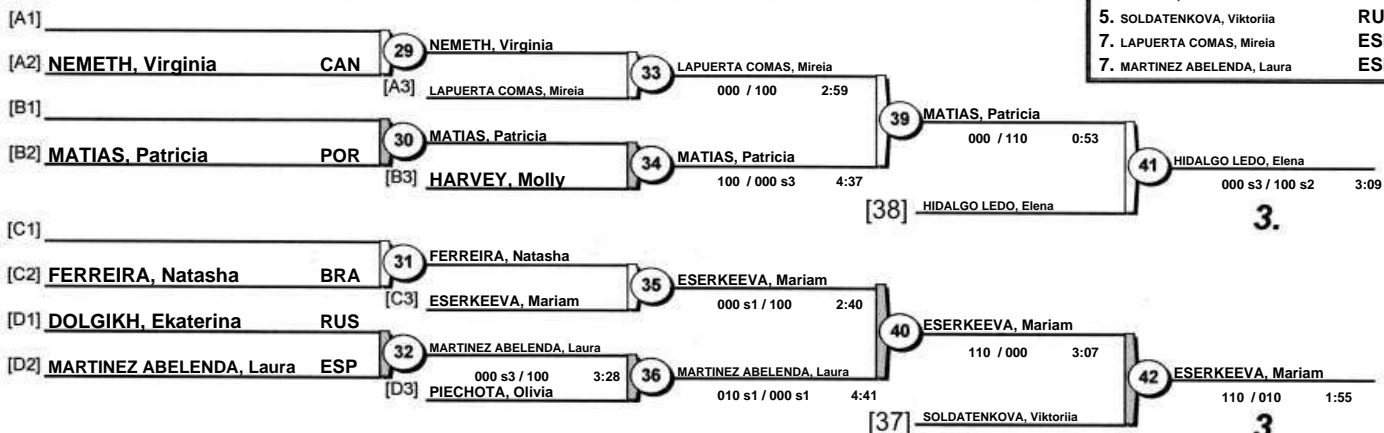 5. SOLDATENKOVA, Viktoriia RU
7. LAPUERTA COMAS, Mireia ES
7. MARTINEZ ABELENDA, Laura ES
[A1]
[A2] NEMETH, Virginia CAN
29 NEMETH, Virginia
[A3] LAPUERTA COMAS, Mireia
33 LAPUERTA COMAS, Mireia
000 / 100 2:59
[B1]
[B2] MATIAS, Patricia POR
30 MATIAS, Patricia
[B3] HARVEY, Molly
34 MATIAS, Patricia
100 / 000 s3 4:37
39 MATIAS, Patricia
000 / 110 0:53
[38] HIDALGO LEDO, Elena
41 HIDALGO LEDO, Elena
000 s3 / 100 s2 3:09
3.
[C1]
[C2] FERREIRA, Natasha BRA
31 FERREIRA, Natasha
[C3] ESERKEEVA, Mariam
35 ESERKEEVA, Mariam
000 s1 / 100 2:40
[D1] DOLGIKH, Ekaterina RUS
[D2] MARTINEZ ABELENDA, Laura ESP
32 MARTINEZ ABELENDA, Laura
000 s3 / 100 3:28
[D3] PIECHOTA, Olivia
36 MARTINEZ ABELENDA, Laura
010 s1 / 000 s1 4:41
40 ESERKEEVA, Mariam
110 / 000 3:07
[37] SOLDATENKOVA, Viktoriia
42 ESERKEEVA, Mariam
110 / 010 1:55
3